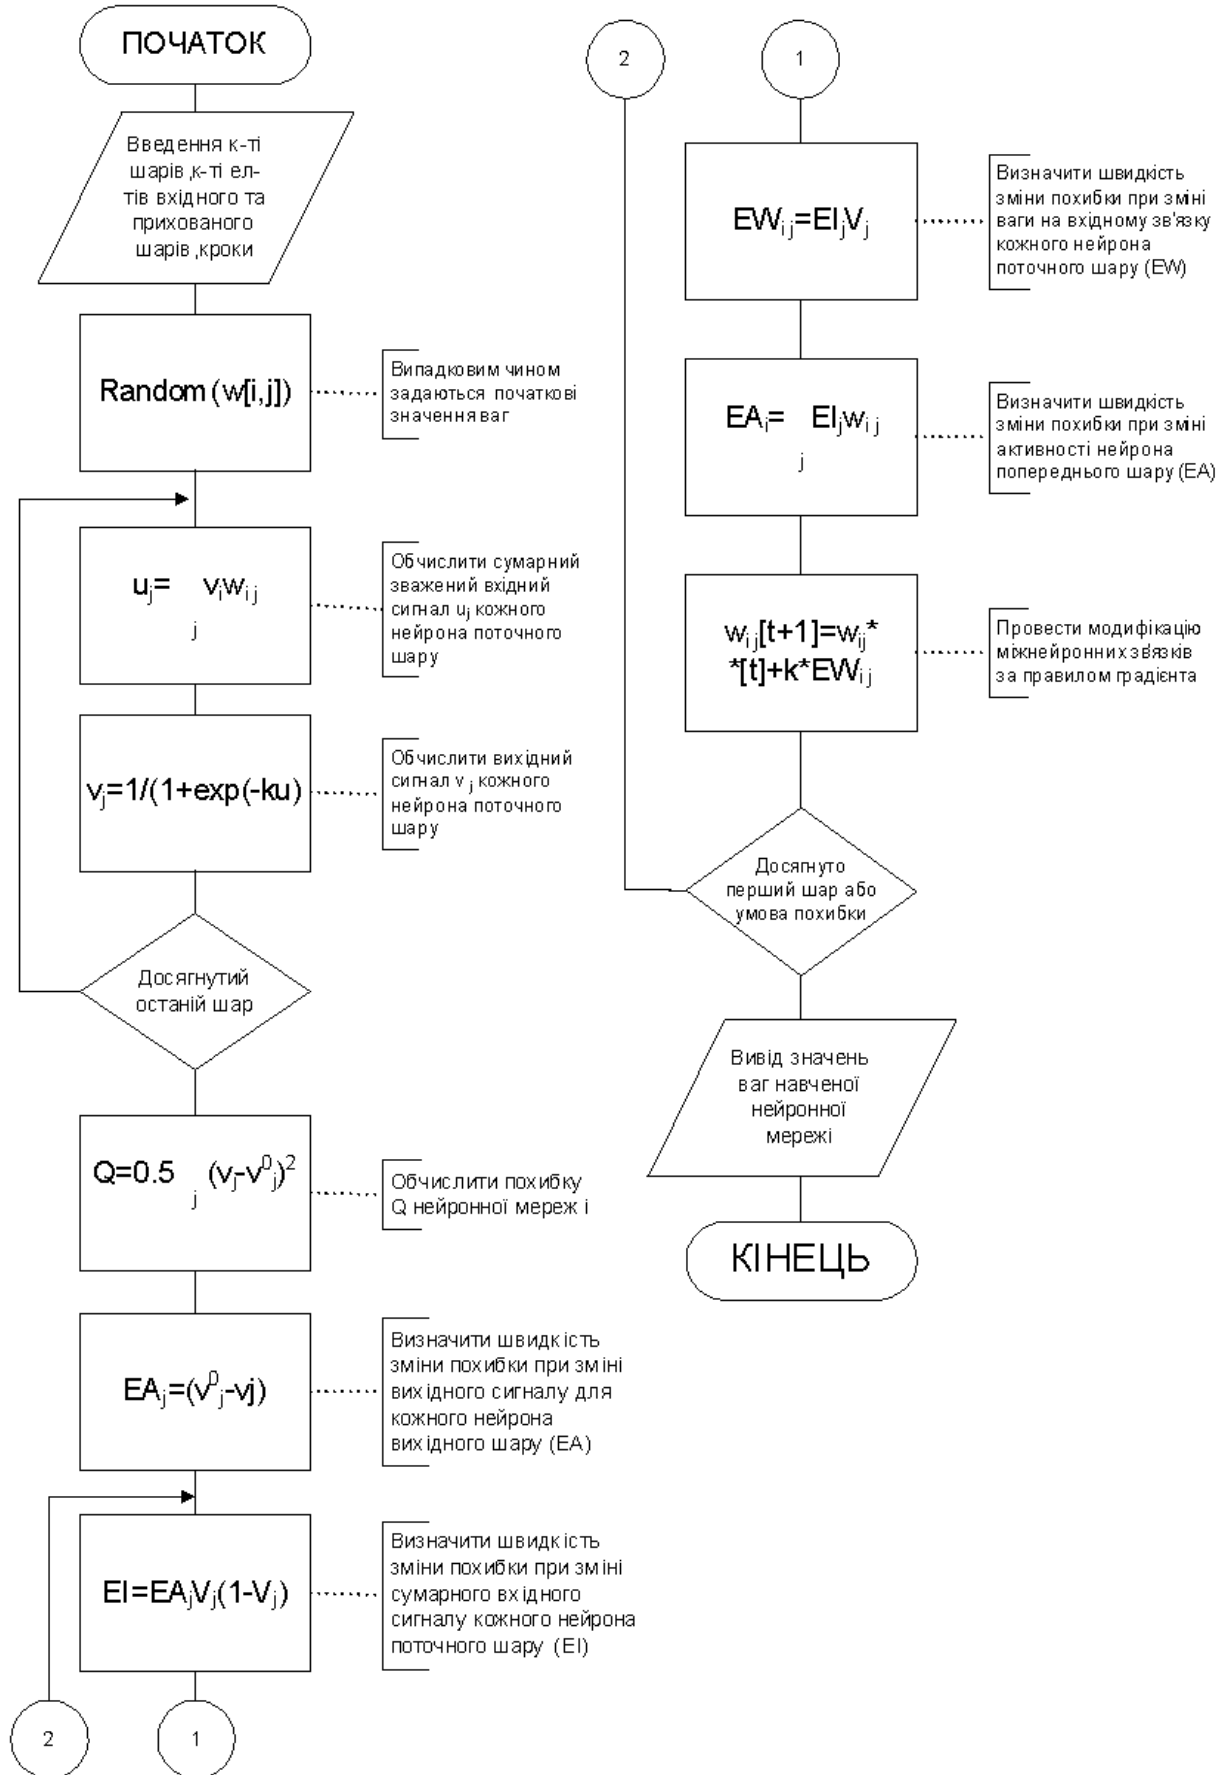 ПОЧАТОК
Введення к-ті
шарів,к-ті ел-
тів вхідного та
прихованого
шарів,кроки
Random(w[i,j])
Випадковим чином
задаються початкові
значення ваг
uj= viwij
j
Обчислити сумарний
зважений вхідний
сигнал uj кожного
нейрона поточного
шару
vj=1/(1+exp(-ku)
Обчислити вихідний
сигнал vj кожного
нейрона поточного
шару
Досягнутий
останій шар
Q=0.5 (vj-v0j)2
j
Обчислити похибку
Q нейронної мережі
EAj=(v0j-vj)
Визначити швидкість
зміни похибки при зміні
вихідного сигналу для
кожного нейрона
вихідного шару (EA)
EI=EAjVj(1-Vj)
Визначити швидкість
зміни похибки при зміні
сумарного вхідного
сигналу кожного нейрона
поточного шару (EI)
2
1
2
1
EWij=EIjVj
Визначити швидкість
зміни похибки при зміні
ваги на вхідному зв'язку
кожного нейрона
поточного шару (EW)
EAi= EIjwij
j
Визначити швидкість
зміни похибки при зміні
активності нейрона
попереднього шару (EA)
wij[t+1]=wij*
*[t]+k*EWij
Провести модифікацію
міжнейронних зв'язків
за правилом градієнта
Досягнуто
перший шар або
умова похибки
Вивід значень
ваг навченої
нейронної
мережі
КІНЕЦЬ